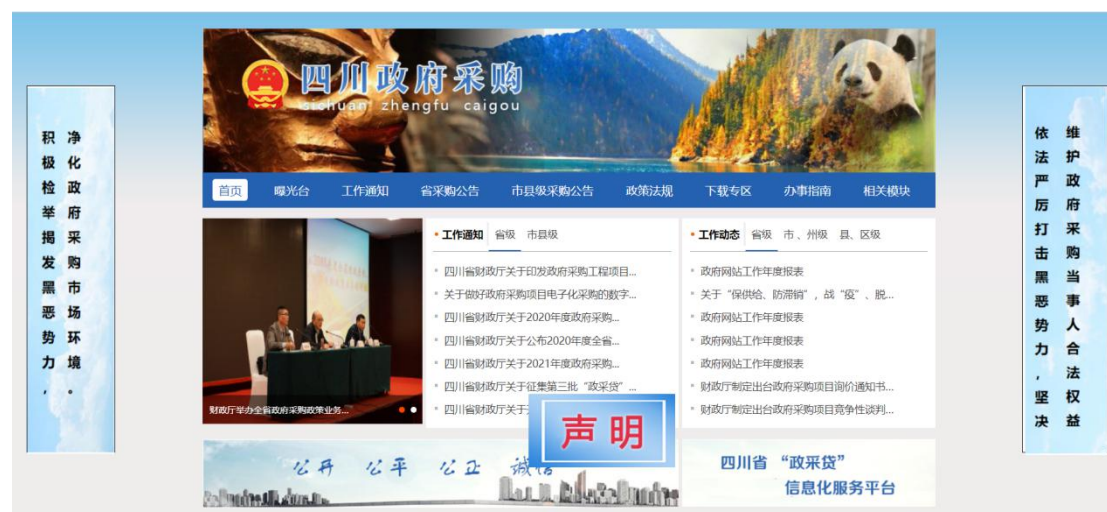 四川政府采购
sichuan zhengfu caigou
首页 曝光台 工作通知 省采购公告 市县级采购公告 政策法规 下载专区 办事指南 相关模块
净化政府采购市场环境。
积极检举揭发黑恶势力，
财政厅举办全省政府采购政策业务...
工作通知 省级 市县级
四川省财政厅关于印发政府采购工程项目...
关于做好政府采购项目电子化采购的数字...
四川省财政厅关于2020年度政府采购...
四川省财政厅关于公布2020年度全省...
四川省财政厅关于2021年度政府采购...
四川省财政厅关于征集第三批“政采贷”...
四川省财政厅关于
工作动态 省级 市、州级 县、区级
政府网站工作年度报表
关于“保供给、防滞销”，战“疫”、脱...
政府网站工作年度报表
政府网站工作年度报表
政府网站工作年度报表
财政厅制定出台政府采购项目询价通知书...
财政厅制定出台政府采购项目竞争性谈判...
维护政府采购当事人合法权益
依法严厉打击黑恶势力，坚决
声明
公开 公平 公正 诚信
四川省“政采贷”
信息化服务平台